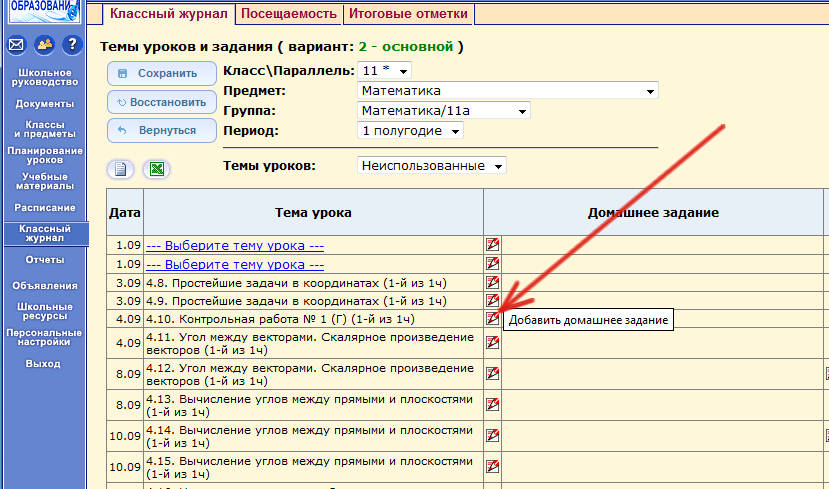 ОБРАЗОВАНИ
Классный журнал Посещаемость Итоговые отметки
Темы уроков и задания ( вариант: 2 - основной )
Сохранить
Восстановить
Вернуться
Класс\Параллель: 11 *
Предмет: Математика
Группа: Математика/11а
Период: 1 полугодие
Темы уроков: Неиспользованные
?
Школьное
руководство
Документы
Классы
и предметы
Планирование
уроков
Учебные
материалы
Расписание
Классный
журнал
Отчеты
Объявления
Школьные
ресурсы
Персональные
настройки
Выход
Дата Тема урока Домашнее задание
1.09 --- Выберите тему урока ---
1.09 --- Выберите тему урока ---
3.09 4.8. Простейшие задачи в координатах (1-й из 1ч)
3.09 4.9. Простейшие задачи в координатах (1-й из 1ч)
4.09 4.10. Контрольная работа № 1 (Г) (1-й из 1ч)
Добавить домашнее задание
4.09 4.11. Угол между векторами. Скалярное произведение
векторов (1-й из 1ч)
8.09 4.12. Угол между векторами. Скалярное произведение
векторов (1-й из 1ч)
8.09 4.13. Вычисление углов между прямыми и плоскостями
(1-й из 1ч)
10.09 4.14. Вычисление углов между прямыми и плоскостями
(1-й из 1ч)
10.09 4.15. Вычисление углов между прямыми и плоскостями
(1-й из 1ч)